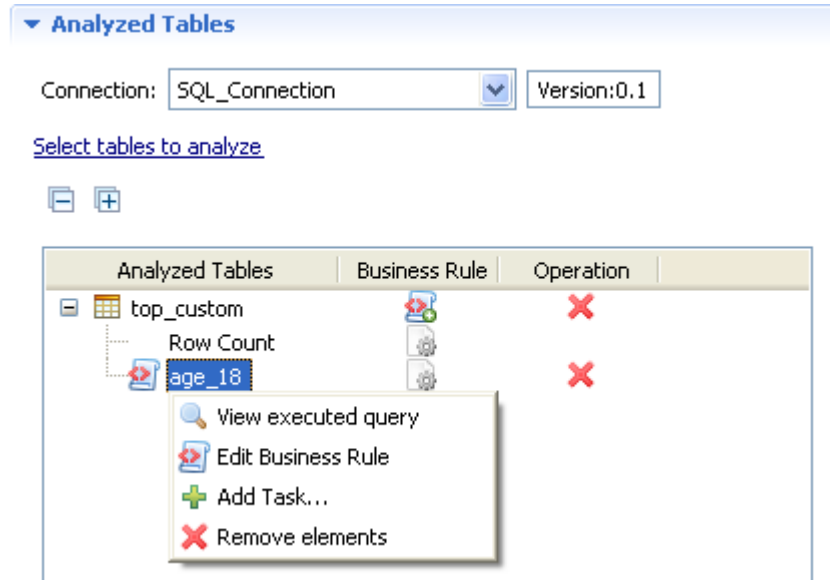 Analyzed Tables
Connection: SQL_Connection Version:0.1
Select tables to analyze
Analyzed Tables Business Rule Operation
top_custom
Row Count
age_18
View executed query
Edit Business Rule
Add Task...
Remove elements